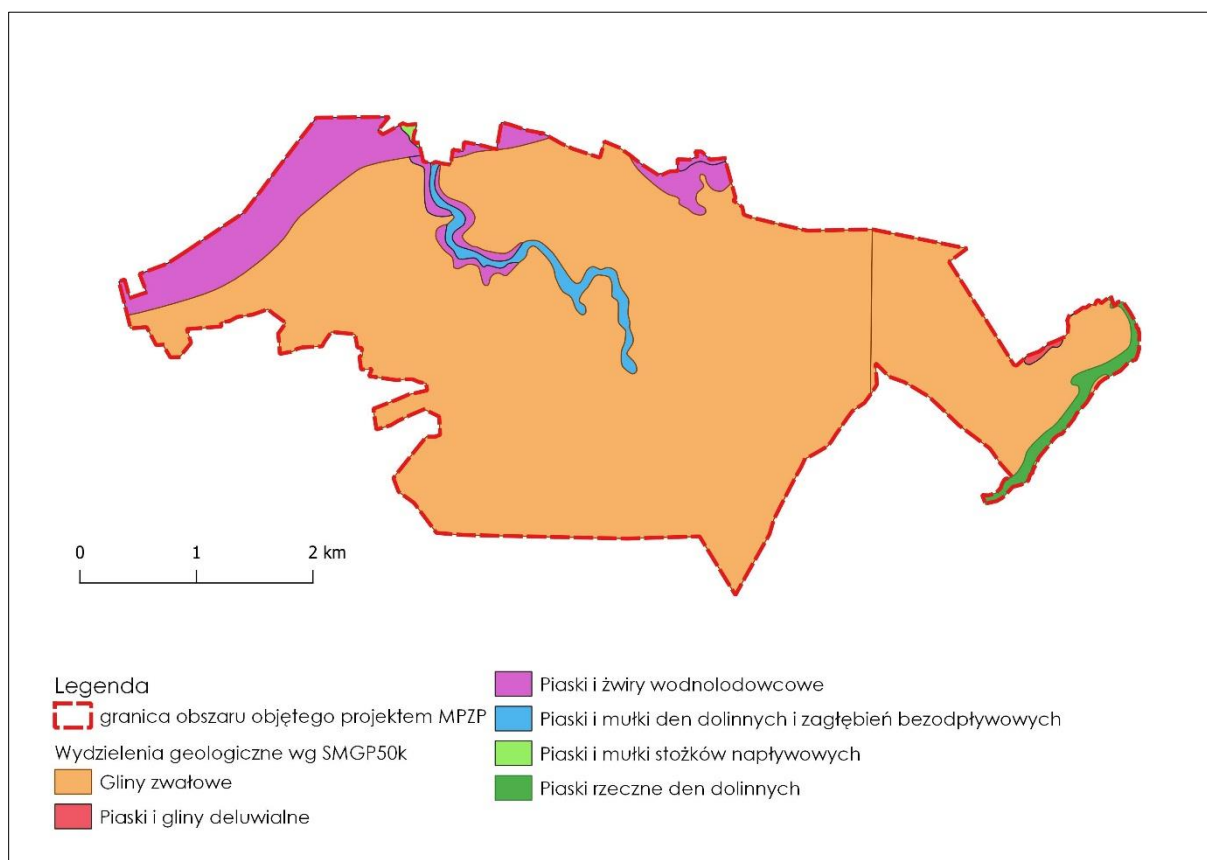 0 1 2 km
Legenda
granica obszaru objętego projektem MPZP
Wydzielenia geologiczne wg SMGP50k
Gliny zwałowe
Piaski i gliny deluwialne
Piaski i żwiry wodnolodowcowe
Piaski i mułki den dolinnych i zagłębień bezodpływowych
Piaski i mułki stożków napływowych
Piaski rzeczne den dolinnych